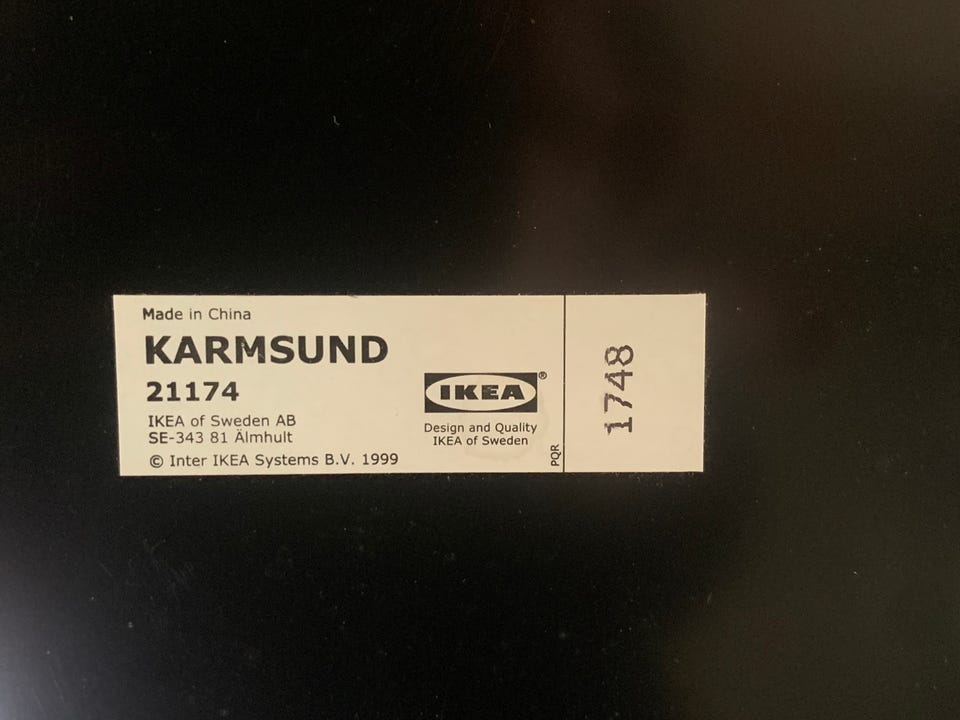 Made in China
KARMSUND
21174
IKEA of Sweden AB
SE-343 81 Älmhult
© Inter IKEA Systems B.V. 1999
IKEA®
Design and Quality
IKEA of Sweden
PQR
1748